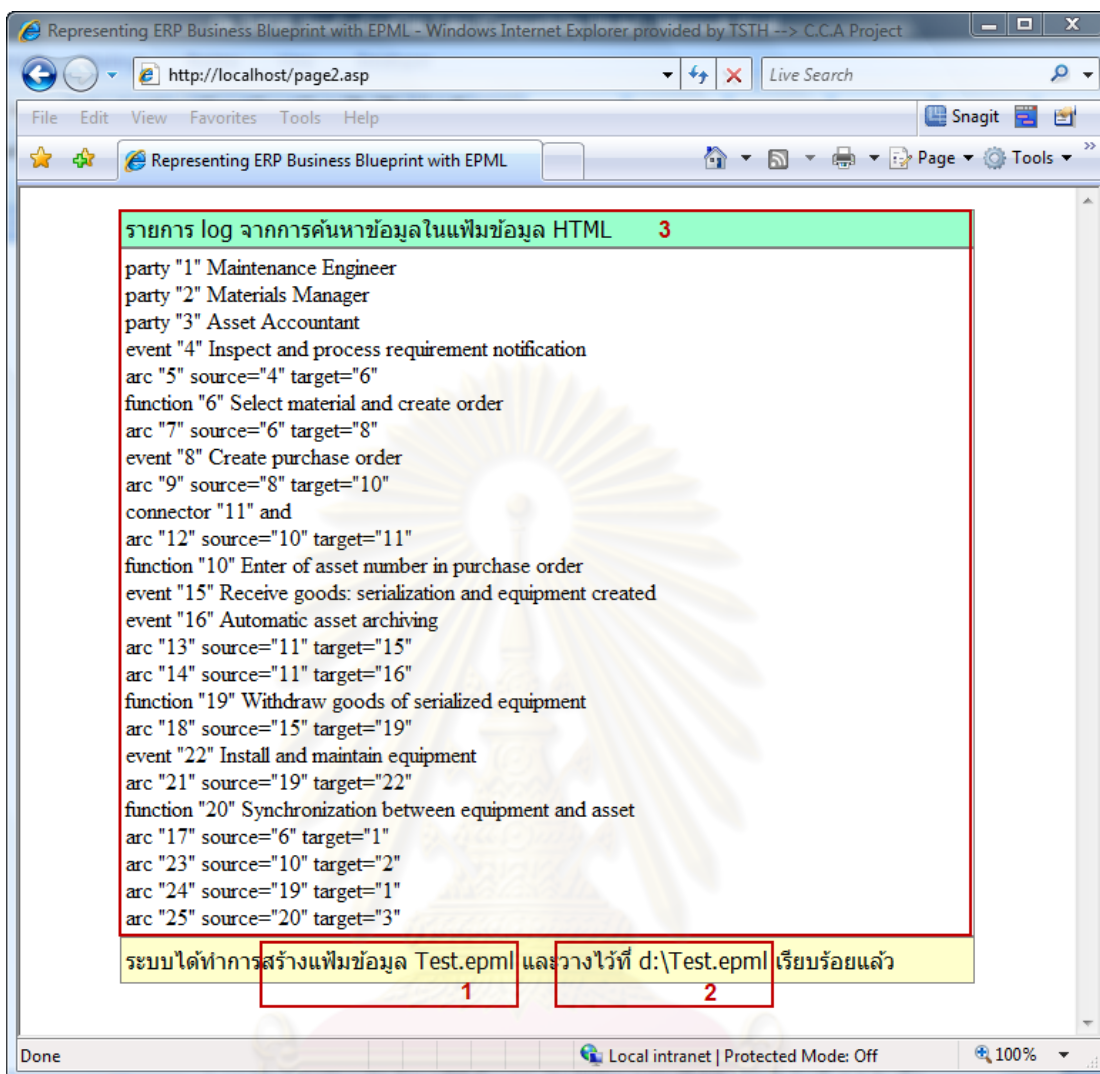 Representing ERP Business Blueprint with EPML - Windows Internet Explorer provided by TSTH --> C.C.A Project
http://localhost/page2.asp
Live Search
File Edit View Favorites Tools Help
Snagit
Representing ERP Business Blueprint with EPML
Page Tools
รายการ log จากการค้นหาข้อมูลในแฟ้มข้อมูล HTML 3
party "1" Maintenance Engineer
party "2" Materials Manager
party "3" Asset Accountant
event "4" Inspect and process requirement notification
arc "5" source="4" target="6"
function "6" Select material and create order
arc "7" source="6" target="8"
event "8" Create purchase order
arc "9" source="8" target="10"
connector "11" and
arc "12" source="10" target="11"
function "10" Enter of asset number in purchase order
event "15" Receive goods: serialization and equipment created
event "16" Automatic asset archiving
arc "13" source="11" target="15"
arc "14" source="11" target="16"
function "19" Withdraw goods of serialized equipment
arc "18" source="15" target="19"
event "22" Install and maintain equipment
arc "21" source="19" target="22"
function "20" Synchronization between equipment and asset
arc "17" source="6" target="1"
arc "23" source="10" target="2"
arc "24" source="19" target="1"
arc "25" source="20" target="3"
ระบบได้ทำการสร้างแฟ้มข้อมูล Test.epml และวางไว้ที่ d:\Test.epml เรียบร้อยแล้ว
1 2
Done
Local intranet | Protected Mode: Off
100%